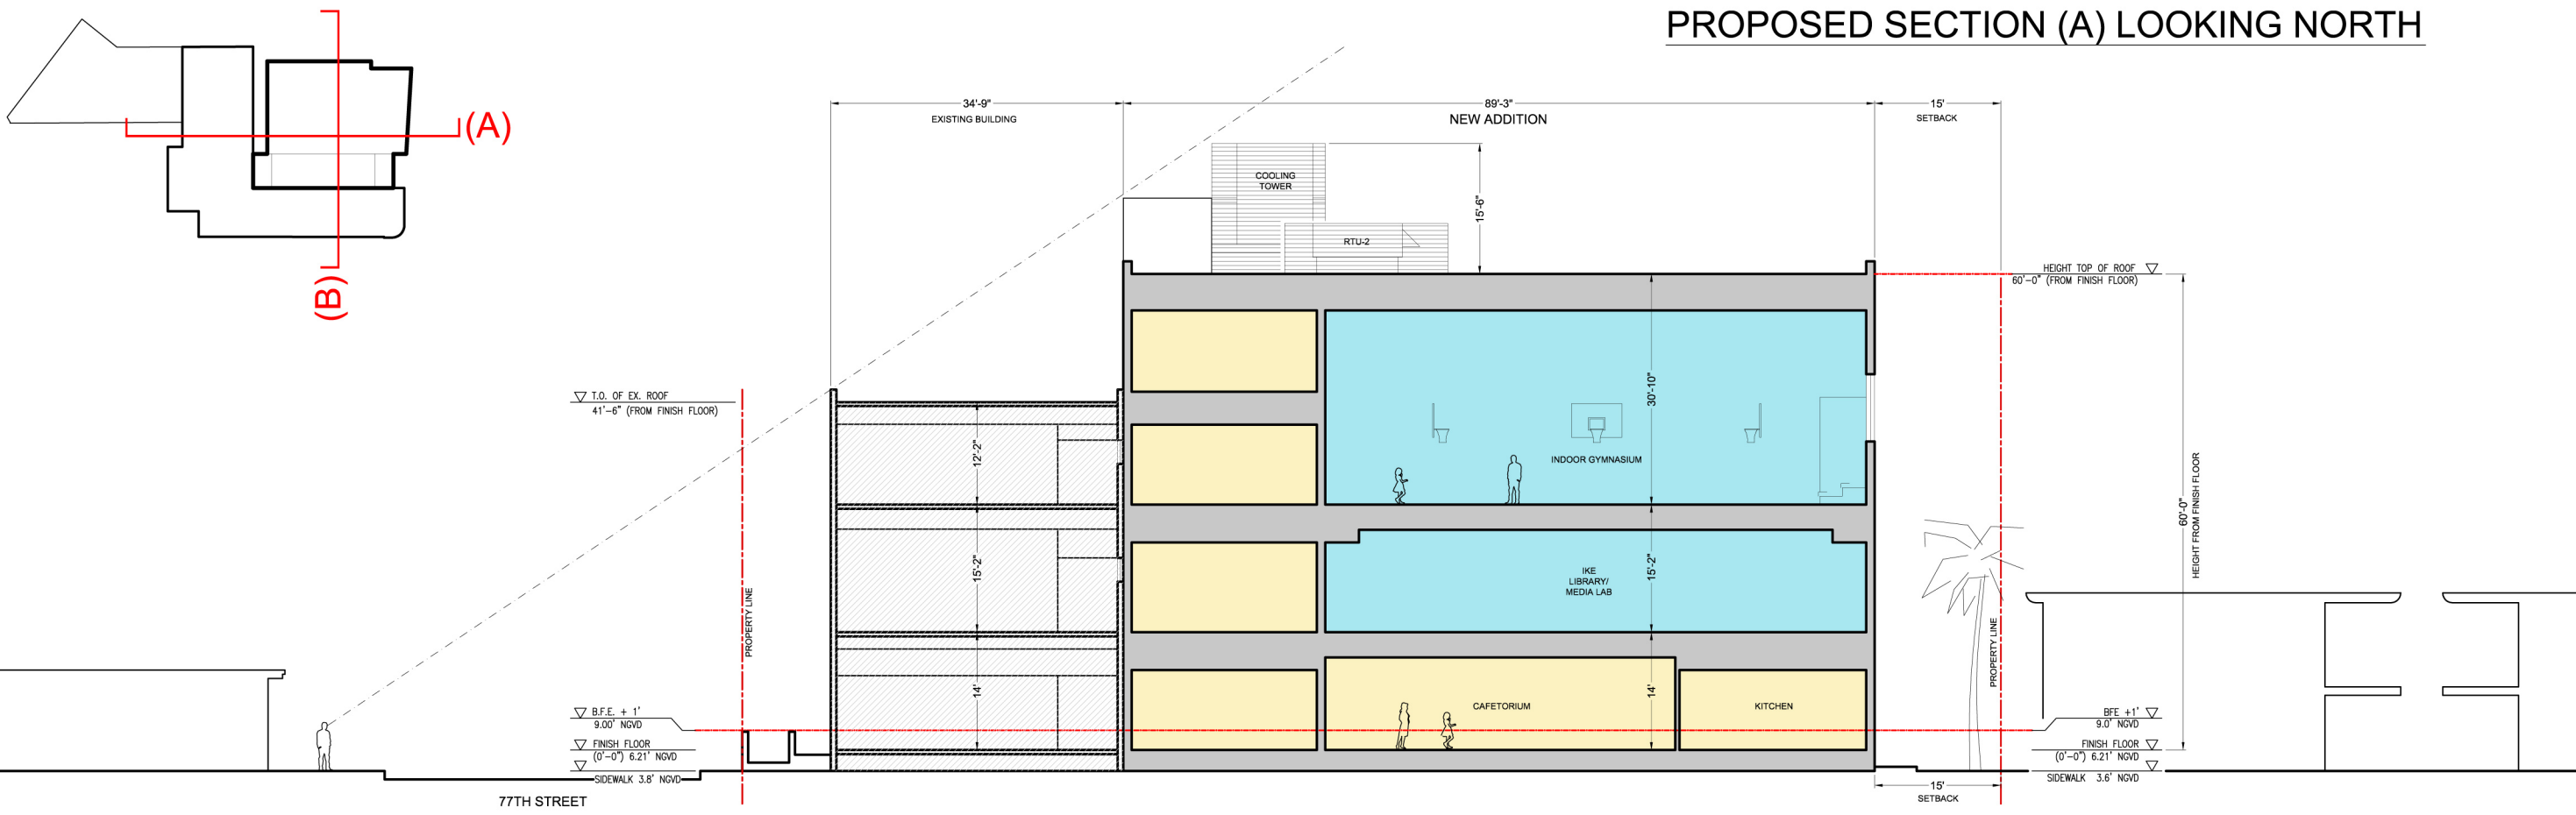 PROPOSED SECTION (A) LOOKING NORTH
(A)
(B)
34'-9"
EXISTING BUILDING
89'-3"
NEW ADDITION
15'
SETBACK
COOLING
TOWER
15'-6"
RTU-2
HEIGHT TOP OF ROOF
60'-0" (FROM FINISH FLOOR)
T.O. OF EX. ROOF
41'-6" (FROM FINISH FLOOR)
12'-2"
30'-10"
INDOOR GYMNASIUM
60'-0"
HEIGHT FROM FINISH FLOOR
15'-2"
IKE
LIBRARY/
MEDIA LAB
15'-2"
PROPERTY LINE
PROPERTY LINE
14'
CAFETORIUM
14'
KITCHEN
B.F.E. + 1'
9.00' NGVD
FINISH FLOOR
(0'-0") 6.21' NGVD
SIDEWALK 3.8' NGVD
77TH STREET
BFE +1'
9.0' NGVD
FINISH FLOOR
(0'-0") 6.21' NGVD
SIDEWALK 3.6' NGVD
15'
SETBACK